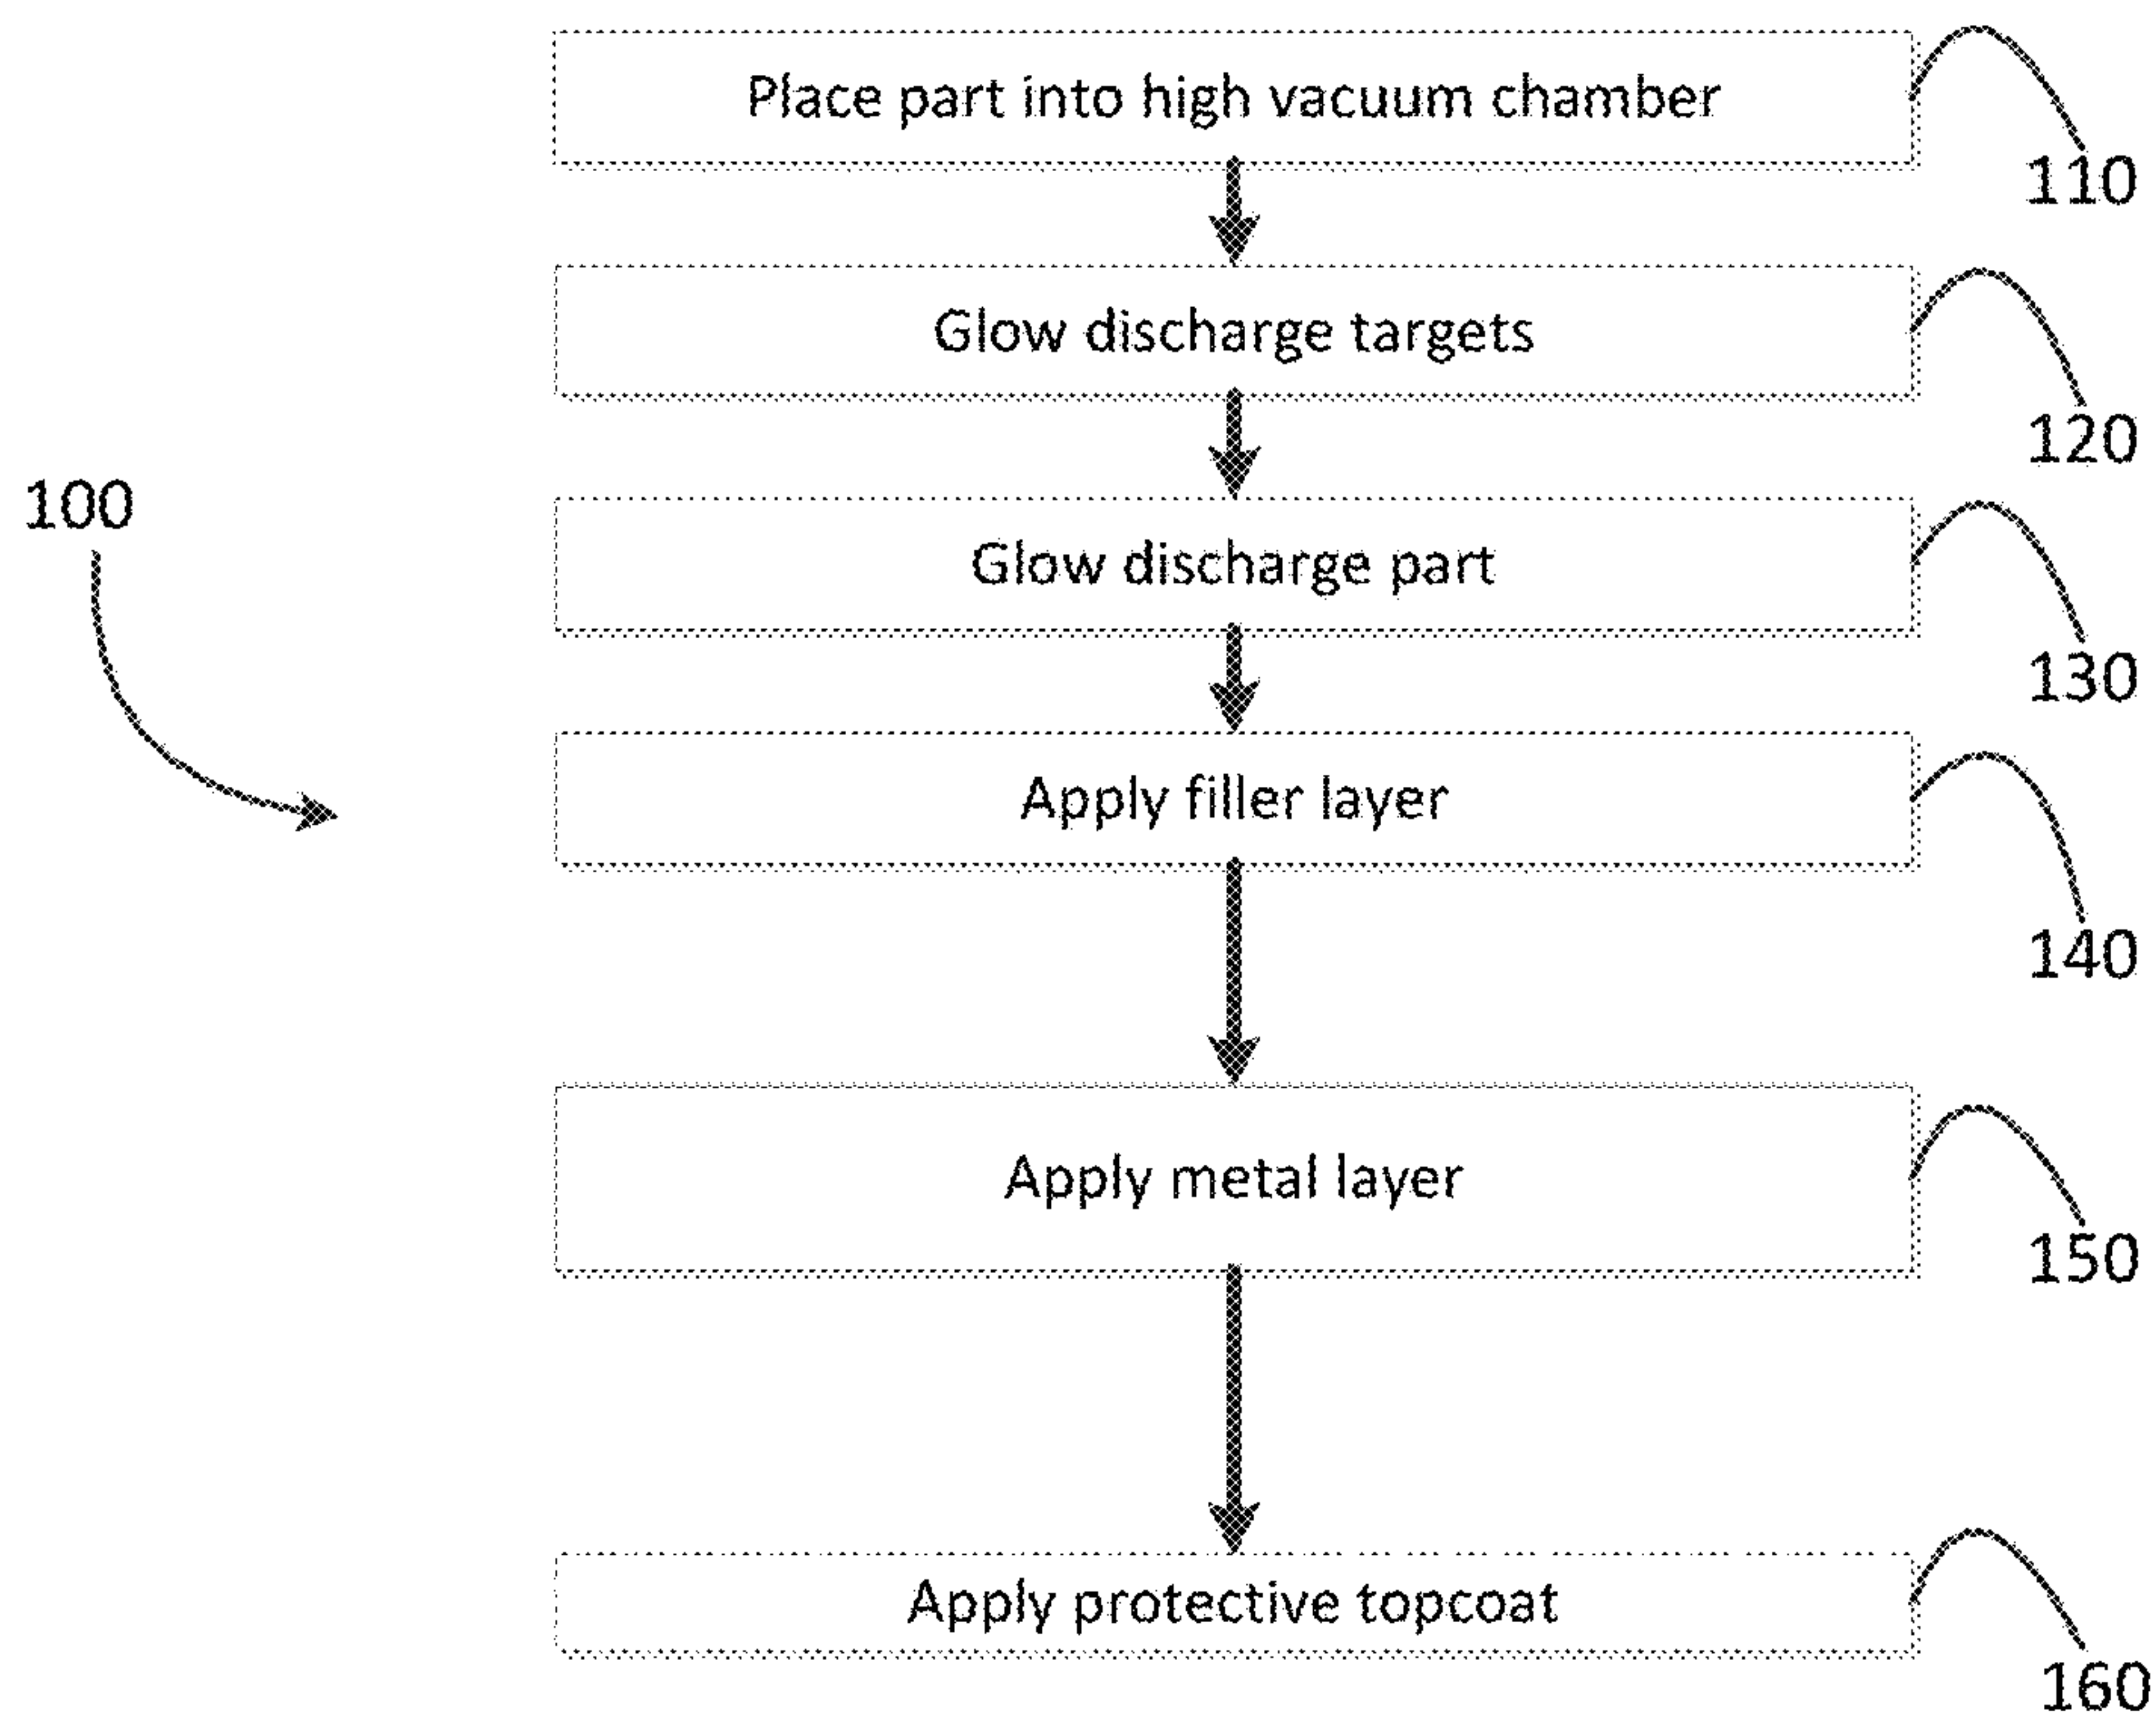 Place part into high vacuum chamber
110
Glow discharge targets
120
100
Glow discharge part
130
Apply filler layer
140
Apply metal layer
150
Apply protective topcoat
160